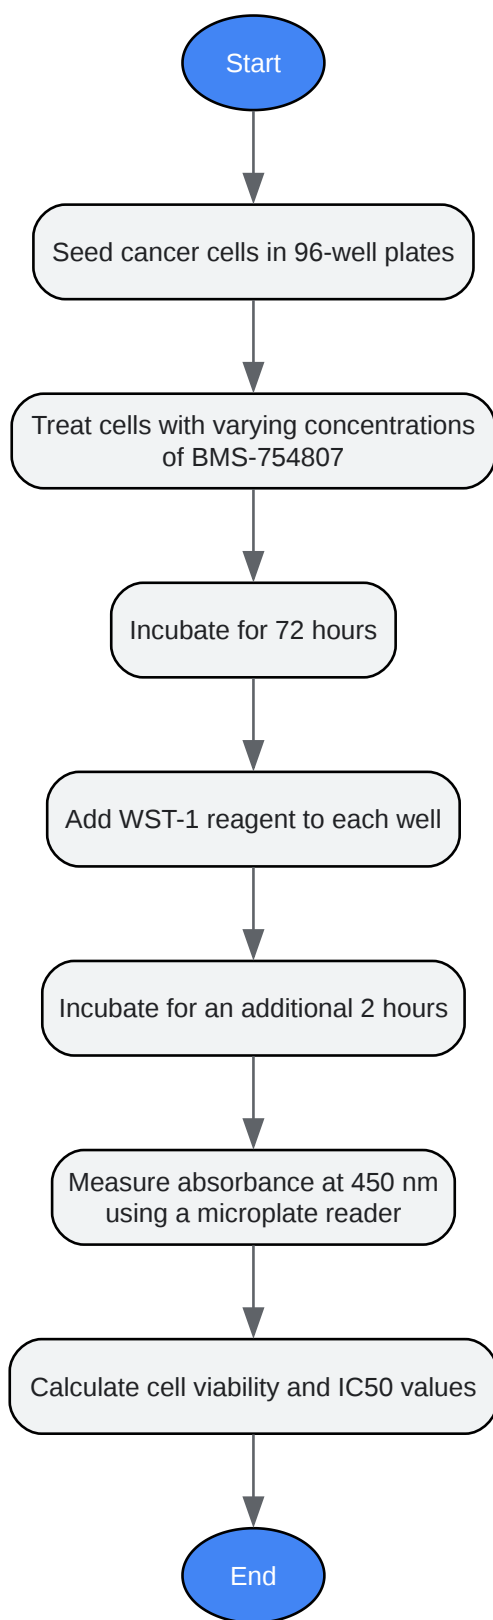 Start
Seed cancer cells in 96-well plates
Treat cells with varying concentrations
of BMS-754807
Incubate for 72 hours
Add WST-1 reagent to each well
Incubate for an additional 2 hours
Measure absorbance at 450 nm
using a microplate reader
Calculate cell viability and IC50 values
End